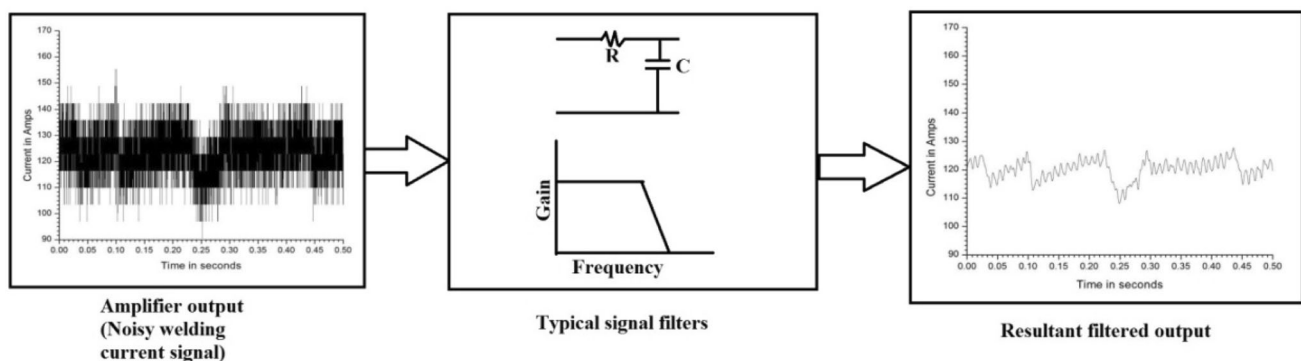 170
160
150
140
130
120
110
100
90
Current in Amps
0.00 0.05 0.10 0.15 0.20 0.25 0.30 0.35 0.40 0.45 0.50
Time in seconds
Amplifier output
(Noisy welding
current signal)
R
C
Gain
Frequency
Typical signal filters
170
160
150
140
130
120
110
100
90
Current in Amps
0.00 0.05 0.10 0.15 0.20 0.25 0.30 0.35 0.40 0.45 0.50
Time in seconds
Resultant filtered output